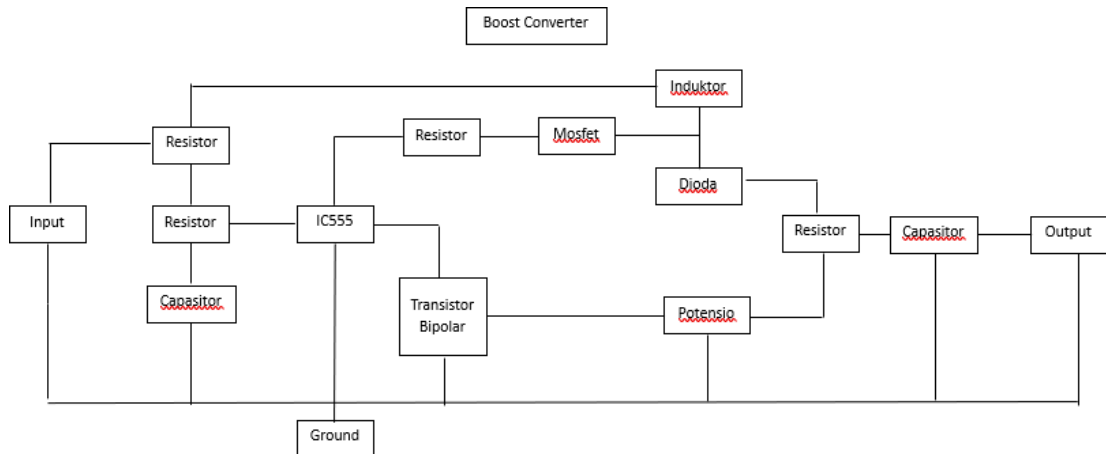 Boost Converter
Induktor
Resistor
Mosfet
Resistor
Dioda
Input
Resistor
IC555
Resistor
Capasitor
Output
Capasitor
Transistor
Bipolar
Potensio
Ground